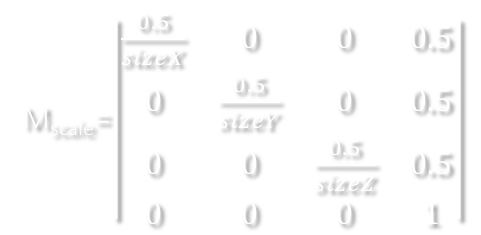 M_scale = | 0.5/sizeX 0 0 0.5 |
| 0 0.5/sizeY 0 0.5 |
| 0 0 0.5/sizeZ 0.5 |
| 0 0 0 1 |